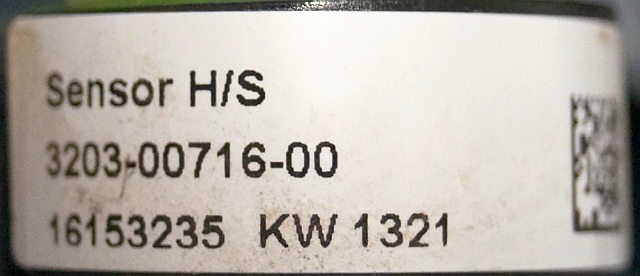 Sensor H/S
3203-00716-00
16153235 KW 1321